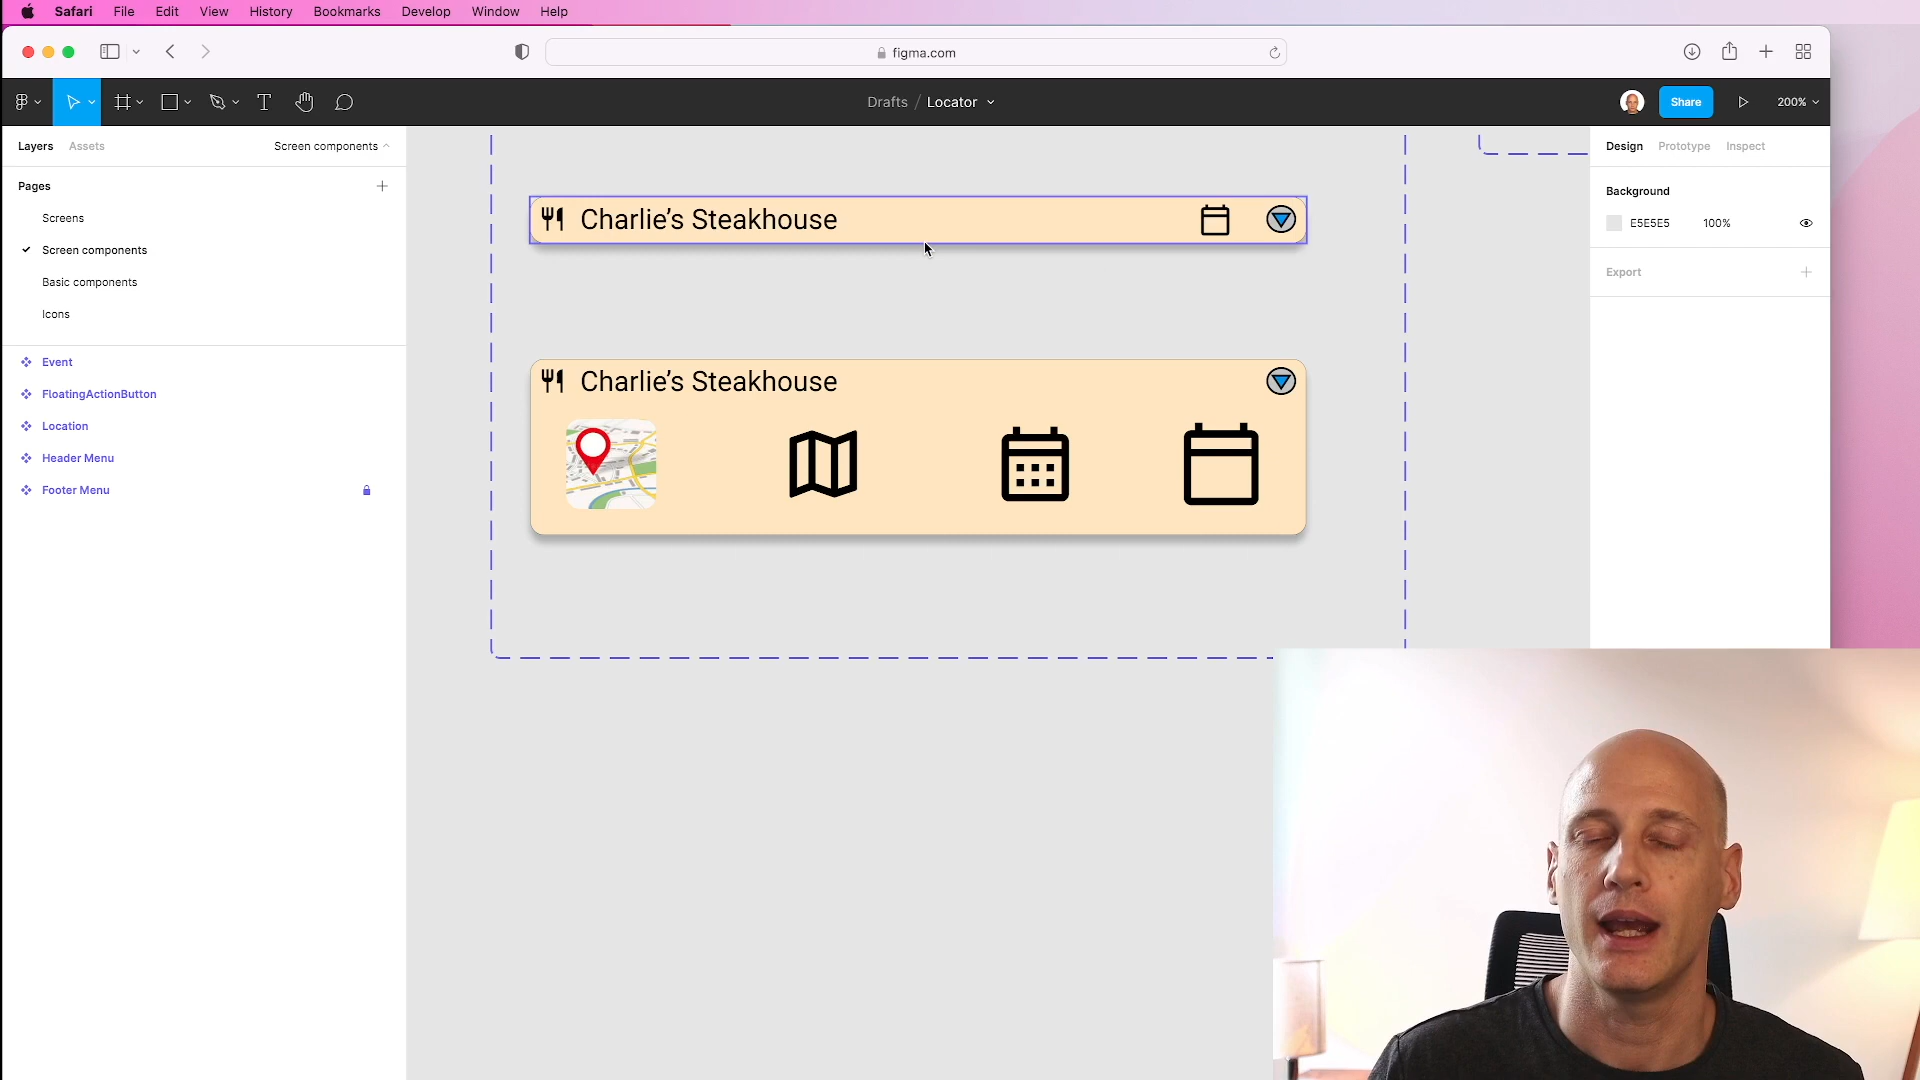 Safari File Edit View History Bookmarks Develop Window Help
figma.com
Drafts / Locator
Share
200%
Layers Assets Screen components
Pages
Screens
Screen components
Basic components
Icons
Event
FloatingActionButton
Location
Header Menu
Footer Menu
Charlie’s Steakhouse
Charlie’s Steakhouse
Design Prototype Inspect
Background
E5E5E5 100%
Export